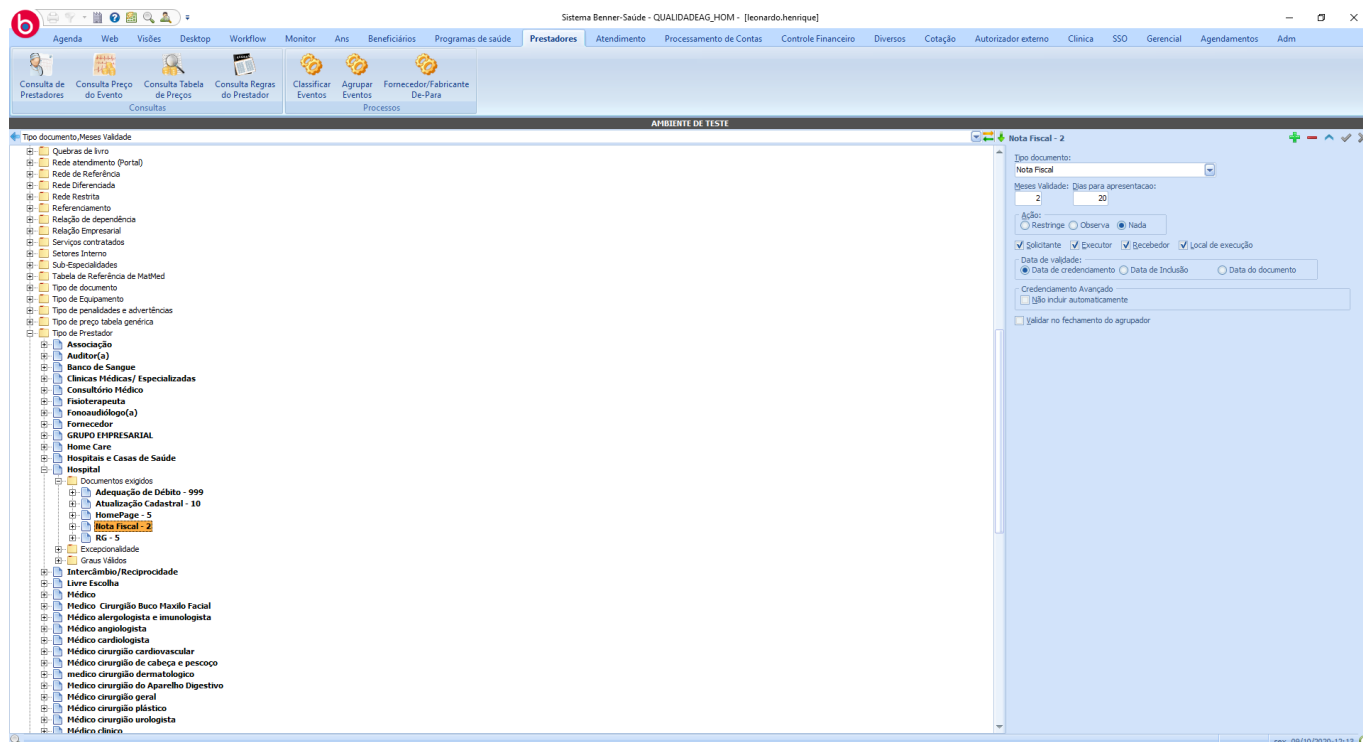 Sistema Benner-Saúde - QUALIDADEAG_HOM - [leonardo.henrique]
Agenda Web Visões Desktop Workflow Monitor Ans Beneficiários Programas de saúde Prestadores Atendimento Processamento de Contas Controle Financeiro Diversos Cotação Autorizador externo Clinica SSO Gerencial Agendamentos Adm
Consulta de Prestadores
Consulta Preço do Evento
Consulta Tabela de Preços
Consulta Regras do Prestador
Classificar Eventos
Agrupar Eventos
Fornecedor/Fabricante De-Para
Consultas
Processos
AMBIENTE DE TESTE
Tipo documento,Meses Validade
Quebras de livro
Rede atendimento (Portal)
Rede de Referência
Rede Diferenciada
Rede Restrita
Referenciamento
Relação de dependência
Relação Empresarial
Serviços contratados
Setores Interno
Sub-Especialidades
Tabela de Referência de MatMed
Tipo de documento
Tipo de Equipamento
Tipo de penalidades e advertências
Tipo de preço tabela genérica
Tipo de Prestador
Associação
Auditor(a)
Banco de Sangue
Clinicas Médicas/ Especializadas
Consultório Médico
Fisioterapeuta
Fonoaudiólogo(a)
Fornecedor
GRUPO EMPRESARIAL
Home Care
Hospitais e Casas de Saúde
Hospital
Documentos exigidos
Adequação de Débito - 999
Atualização Cadastral - 10
HomePage - 5
Nota Fiscal - 2
RG - 5
Excepcionalidade
Graus Válidos
Intercâmbio/Reciprocidade
Livre Escolha
Médico
Medico Cirurgião Buco Maxilo Facial
Médico alergologista e imunologista
Médico angiologista
Médico cardiologista
Médico cirurgião cardiovascular
Médico cirurgião de cabeça e pescoço
medico cirurgião dermatologico
Medico cirurgião do Aparelho Digestivo
Médico cirurgião geral
Médico cirurgião plástico
Médico cirurgião urologista
Médico clinico
Nota Fiscal - 2
Tipo documento:
Nota Fiscal
Meses Validade: Dias para apresentacao:
2 20
Ação:
Restringe Observa Nada
Solicitante Executor Recebedor Local de execução
Data de validade:
Data de credenciamento Data de Inclusão Data do documento
Credenciamento Avançado
Não incluir automaticamente
Validar no fechamento do agrupador